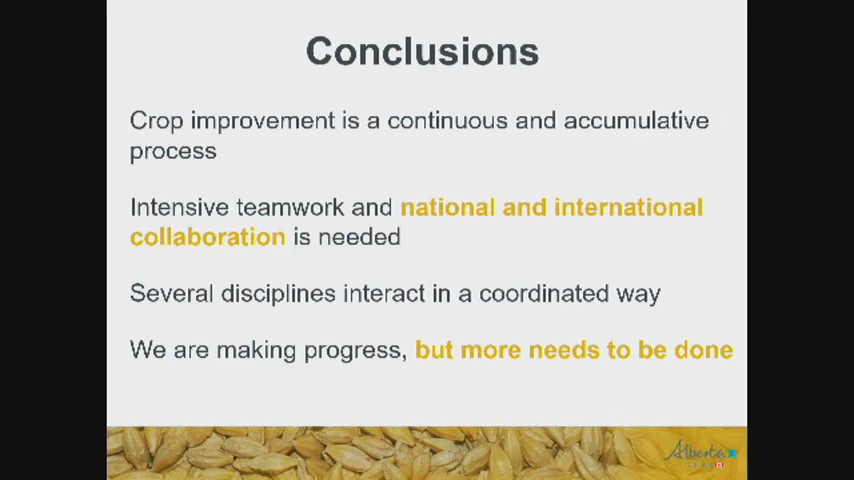 Conclusions
Crop improvement is a continuous and accumulative
process
Intensive teamwork and national and international
collaboration is needed
Several disciplines interact in a coordinated way
We are making progress, but more needs to be done
Alberta